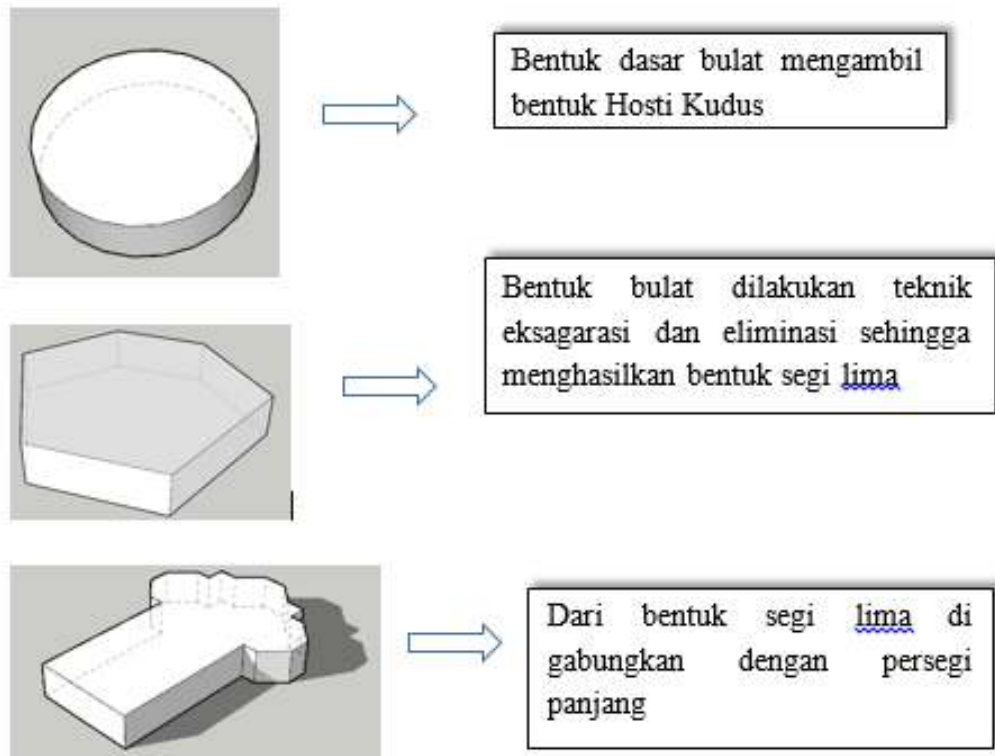 Bentuk dasar bulat mengambil
bentuk Hosti Kudus
Bentuk bulat dilakukan teknik
eksagarasi dan eliminasi sehingga
menghasilkan bentuk segi lima
Dari bentuk segi lima di
gabungkan dengan persegi
panjang